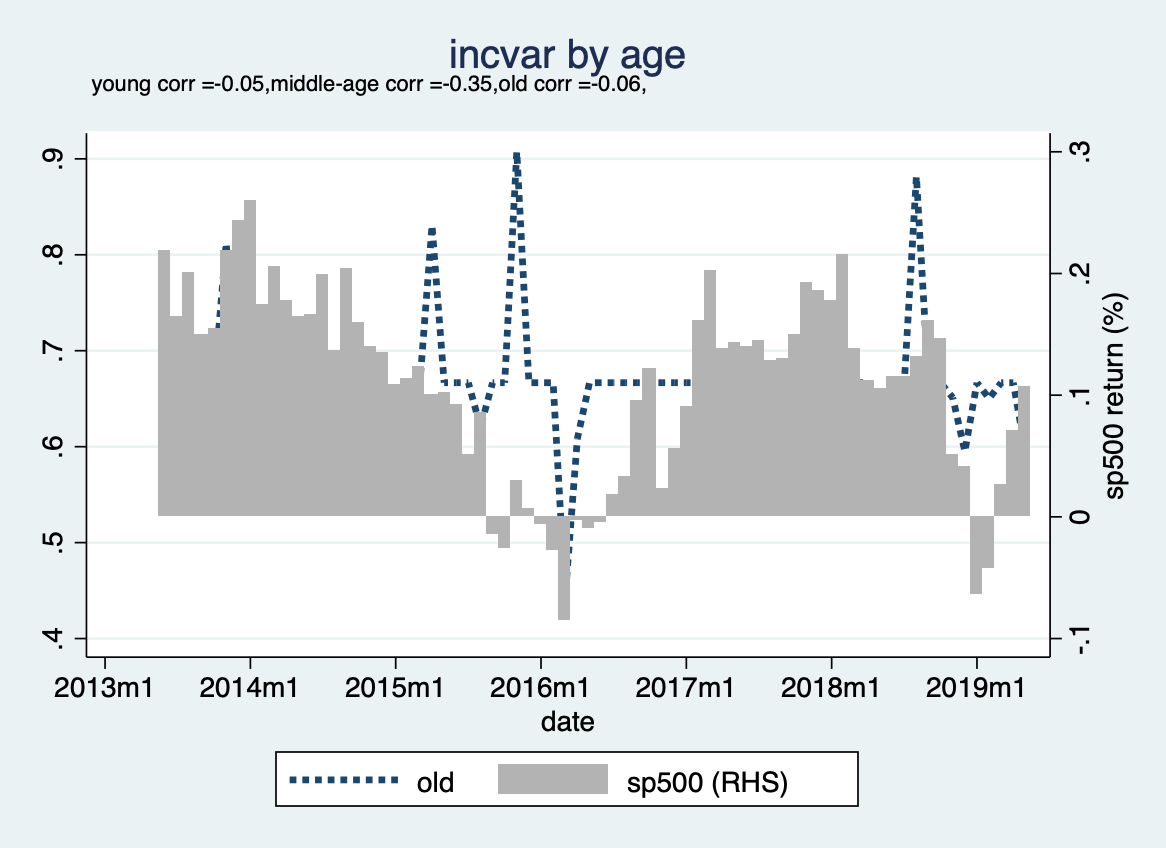 incvar by age
young corr =-0.05,middle-age corr =-0.35,old corr =-0.06,
.9
.8
.7
.6
.5
.4
.3
.2
.1
0
-.1
sp500 return (%)
2013m1 2014m1 2015m1 2016m1 2017m1 2018m1 2019m1
date
old sp500 (RHS)